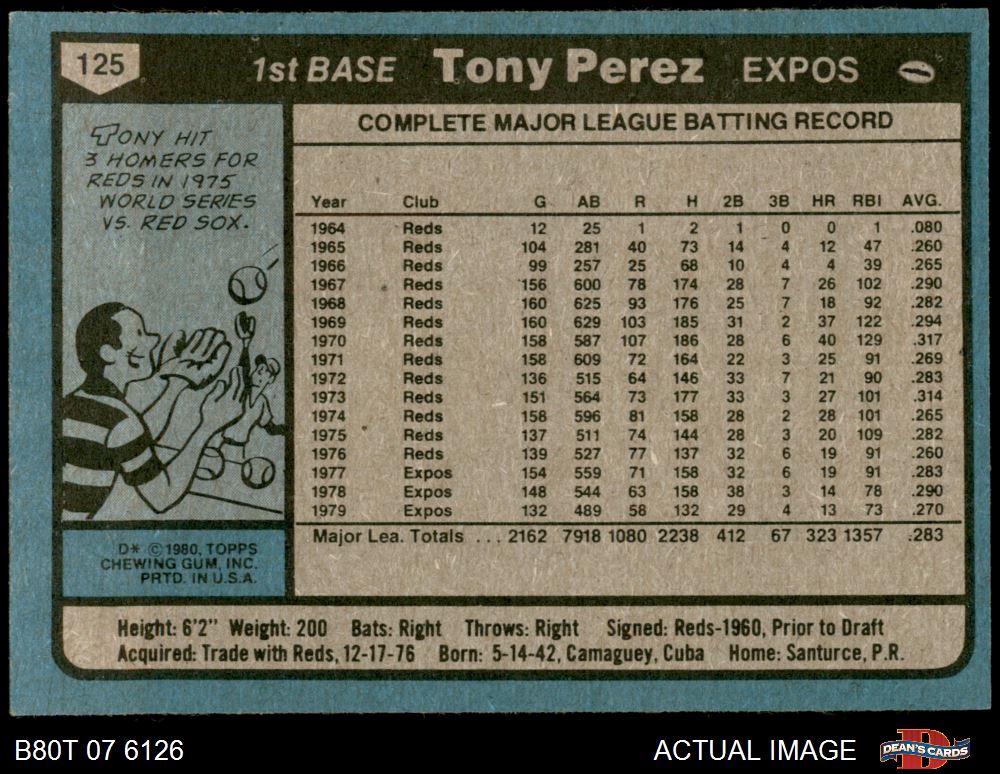 125 1st BASE Tony Perez EXPOS
TONY HIT
3 HOMERS FOR
REDS IN 1975
WORLD SERIES
VS. RED SOX.
COMPLETE MAJOR LEAGUE BATTING RECORD
Year Club G AB R H 2B 3B HR RBI AVG.
1964 Reds 12 25 1 2 1 0 0 1 .080
1965 Reds 104 281 40 73 14 4 12 47 .260
1966 Reds 99 257 25 68 10 4 4 39 .265
1967 Reds 156 600 78 174 28 7 26 102 .290
1968 Reds 160 625 93 176 25 7 18 92 .282
1969 Reds 160 629 103 185 31 2 37 122 .294
1970 Reds 158 587 107 186 28 6 40 129 .317
1971 Reds 158 609 72 164 22 3 25 91 .269
1972 Reds 136 515 64 146 33 7 21 90 .283
1973 Reds 151 564 73 177 33 3 27 101 .314
1974 Reds 158 596 81 158 28 2 28 101 .265
1975 Reds 137 511 74 144 28 3 20 109 .282
1976 Reds 139 527 77 137 32 6 19 91 .260
1977 Expos 154 559 71 158 32 6 19 91 .283
1978 Expos 148 544 63 158 38 3 14 78 .290
1979 Expos 132 489 58 132 29 4 13 73 .270
Major Lea. Totals ... 2162 7918 1080 2238 412 67 323 1357 .283
D* © 1980, TOPPS
CHEWING GUM, INC.
PRTD. IN U.S.A.
Height: 6'2" Weight: 200 Bats: Right Throws: Right Signed: Reds-1960, Prior to Draft
Acquired: Trade with Reds, 12-17-76 Born: 5-14-42, Camaguey, Cuba Home: Santurce, P.R.
B80T 07 6126 ACTUAL IMAGE DEAN'S CARDS